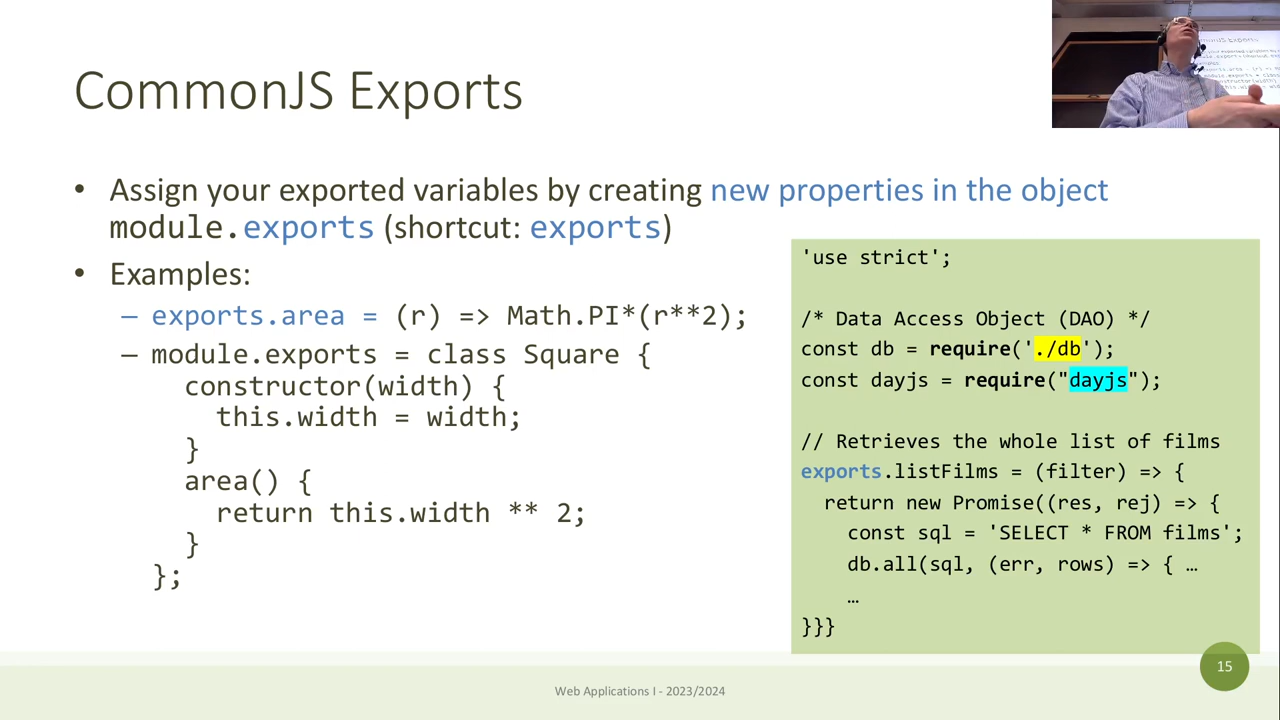 CommonJS Exports
• Assign your exported variables by creating new properties in the object
module.exports (shortcut: exports)
• Examples:
– exports.area = (r) => Math.PI*(r**2);
– module.exports = class Square {
constructor(width) {
this.width = width;
}
area() {
return this.width ** 2;
}
};
'use strict';
/* Data Access Object (DAO) */
const db = require('./db');
const dayjs = require("dayjs");
// Retrieves the whole list of films
exports.listFilms = (filter) => {
return new Promise((res, rej) => {
const sql = 'SELECT * FROM films';
db.all(sql, (err, rows) => { …
…
}}}
Web Applications I - 2023/2024
15